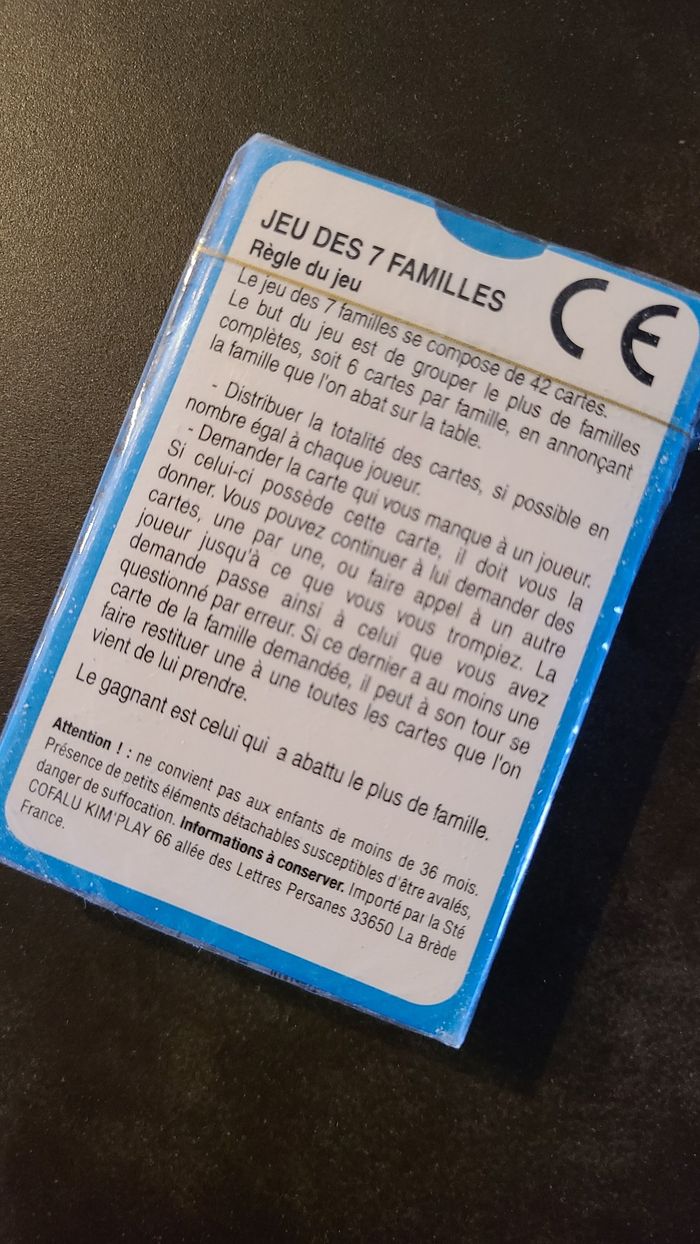 JEU DES 7 FAMILLES
CE
Règle du jeu
Le jeu des 7 familles se compose de 42 cartes.
Le but du jeu est de grouper le plus de familles
complètes, soit 6 cartes par famille, en annonçant
la famille que l'on abat sur la table.
- Distribuer la totalité des cartes, si possible en
nombre égal à chaque joueur.
- Demander la carte qui vous manque à un joueur.
Si celui-ci possède cette carte, il doit vous la
donner. Vous pouvez continuer à lui demander des
cartes, une par une, ou faire appel à un autre
joueur jusqu'à ce que vous vous trompiez. La
demande passe ainsi à celui que vous avez
questionné par erreur. Si ce dernier a au moins une
carte de la famille demandée, il peut à son tour se
faire restituer une à une toutes les cartes que l'on
vient de lui prendre.
Le gagnant est celui qui a abattu le plus de famille.
Attention ! : ne convient pas aux enfants de moins de 36 mois.
Présence de petits éléments détachables susceptibles d'être avalés,
danger de suffocation. Informations à conserver. Importé par la Sté
COFALU KIM'PLAY 66 allée des Lettres Persanes 33650 La Brède
France.